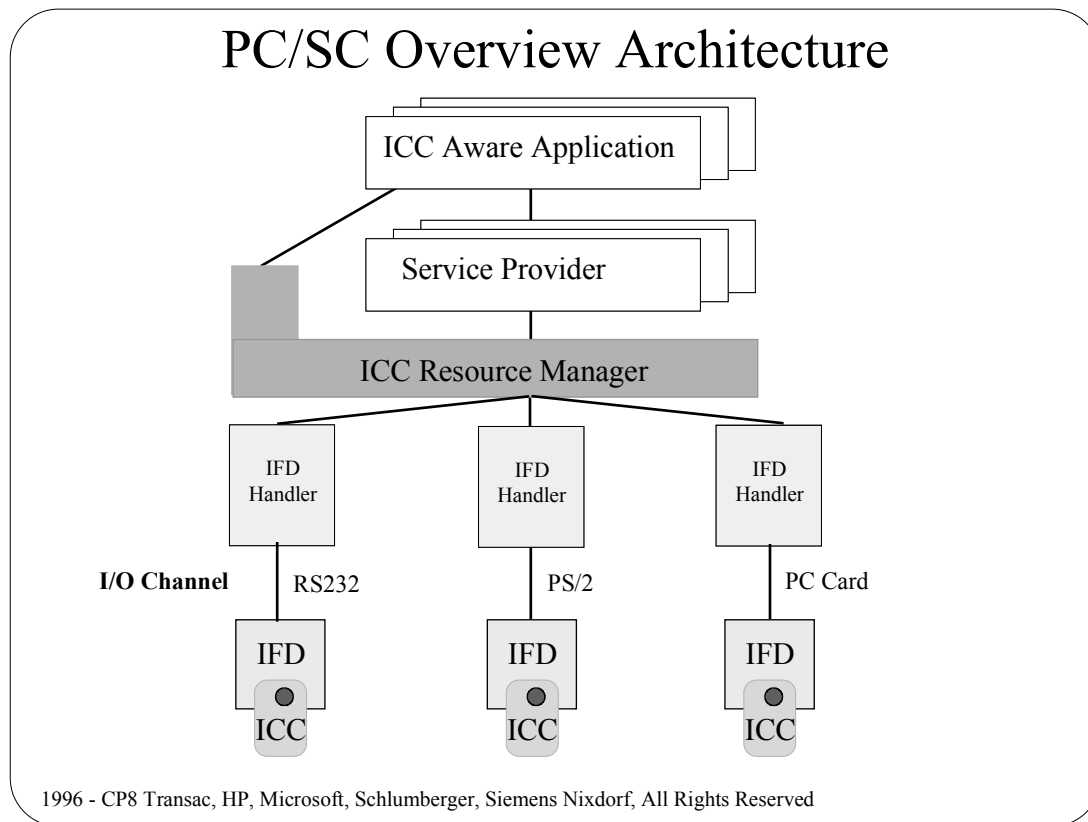 PC/SC Overview Architecture
ICC Aware Application
Service Provider
ICC Resource Manager
IFD
Handler
IFD
Handler
IFD
Handler
I/O Channel
RS232
PS/2
PC Card
IFD
ICC
IFD
ICC
IFD
ICC
1996 - CP8 Transac, HP, Microsoft, Schlumberger, Siemens Nixdorf, All Rights Reserved